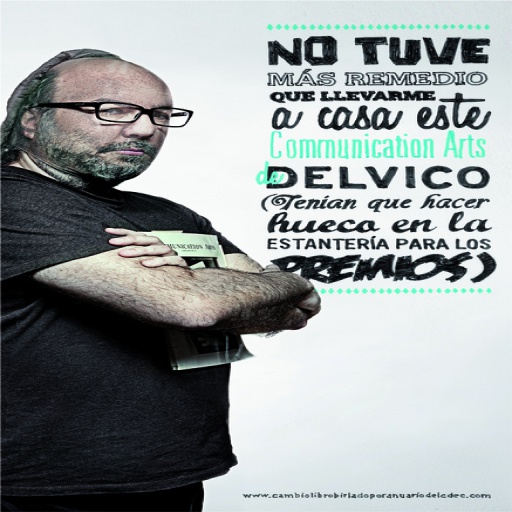 NO TUVE
MÁS REMEDIO
QUE LLEVARME
a casa este
Communication Arts
de DELVICO
(Tenían que hacer
hueco en la
ESTANTERÍA PARA LOS
PREMIOS)
www.cambiolibrobirladoporanuariodelcdec.com